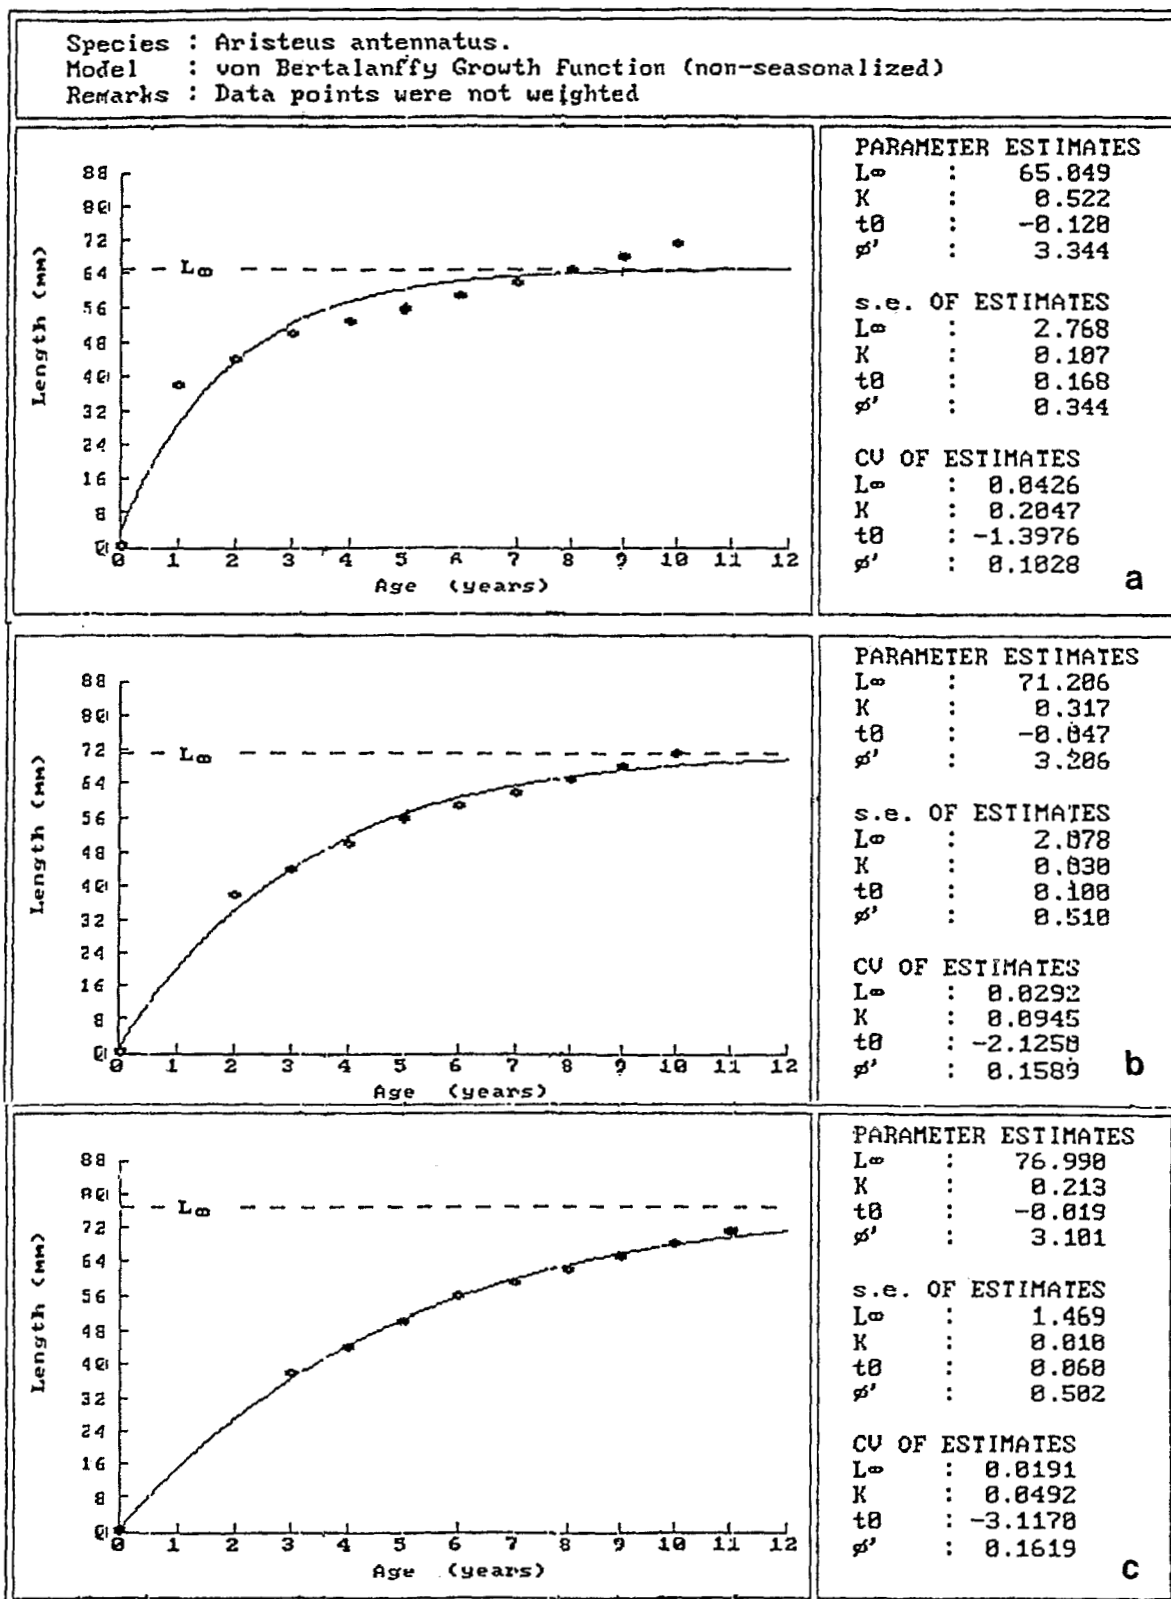 Species : Aristeus antennatus.
Model : von Bertalanffy Growth Function (non-seasonalized)
Remarks : Data points were not weighted
88
80
72
64
56
48
40
32
24
16
8
0
L∞
Length (mm)
0 1 2 3 4 5 6 7 8 9 10 11 12
Age (years)
PARAMETER ESTIMATES
L∞ : 65.049
K : 0.522
t0 : -0.120
ø' : 3.344
s.e. OF ESTIMATES
L∞ : 2.768
K : 0.107
t0 : 0.168
ø' : 0.344
CV OF ESTIMATES
L∞ : 0.0426
K : 0.2047
t0 : -1.3976
ø' : 0.1028
a
88
80
72
64
56
48
40
32
24
16
8
0
L∞
Length (mm)
0 1 2 3 4 5 6 7 8 9 10 11 12
Age (years)
PARAMETER ESTIMATES
L∞ : 71.206
K : 0.317
t0 : -0.047
ø' : 3.206
s.e. OF ESTIMATES
L∞ : 2.078
K : 0.030
t0 : 0.100
ø' : 0.510
CV OF ESTIMATES
L∞ : 0.0292
K : 0.0945
t0 : -2.1250
ø' : 0.1589
b
88
80
72
64
56
48
40
32
24
16
8
0
L∞
Length (mm)
0 1 2 3 4 5 6 7 8 9 10 11 12
Age (years)
PARAMETER ESTIMATES
L∞ : 76.990
K : 0.213
t0 : -0.019
ø' : 3.101
s.e. OF ESTIMATES
L∞ : 1.469
K : 0.010
t0 : 0.060
ø' : 0.502
CV OF ESTIMATES
L∞ : 0.0191
K : 0.0492
t0 : -3.1170
ø' : 0.1619
c